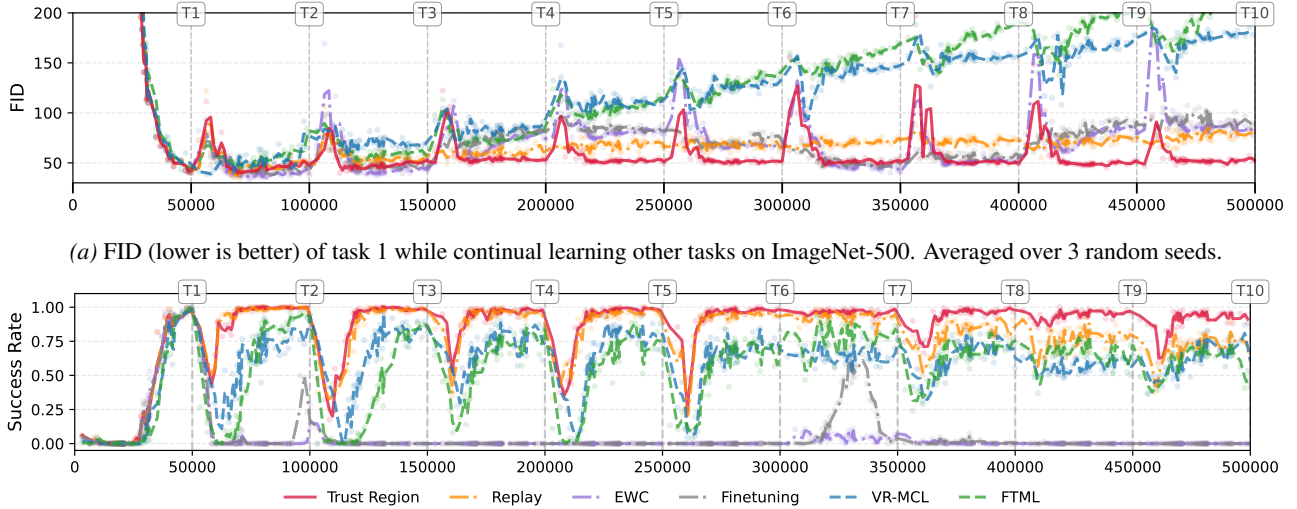 200
150
100
50
FID
T1 T2 T3 T4 T5 T6 T7 T8 T9 T10
0 50000 100000 150000 200000 250000 300000 350000 400000 450000 500000
(a) FID (lower is better) of task 1 while continual learning other tasks on ImageNet-500. Averaged over 3 random seeds.
1.00
0.75
0.50
0.25
0.00
Success Rate
T1 T2 T3 T4 T5 T6 T7 T8 T9 T10
0 50000 100000 150000 200000 250000 300000 350000 400000 450000 500000
Trust Region Replay EWC Finetuning VR-MCL FTML